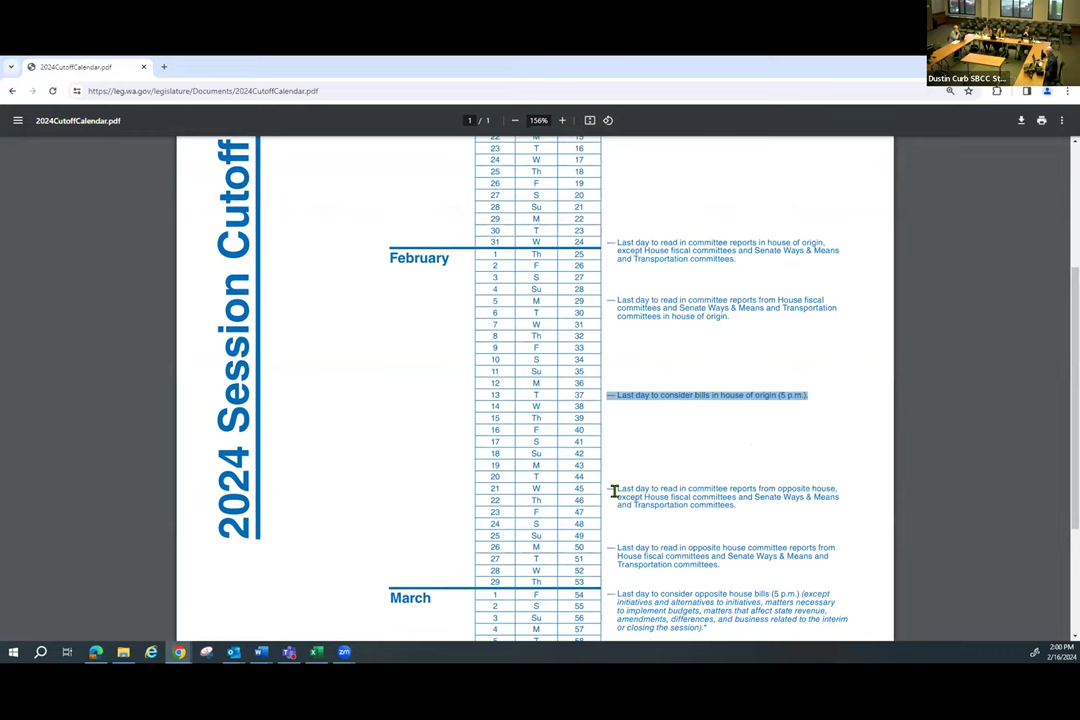 Dustin Curb SBCC St...
2024CutoffCalendar.pdf
https://leg.wa.gov/legislature/Documents/2024CutoffCalendar.pdf
2024CutoffCalendar.pdf
1 / 1
156%
2024 Session Cutoff
22 M 15
23 T 16
24 W 17
25 Th 18
26 F 19
27 S 20
28 Su 21
29 M 22
30 T 23
31 W 24
— Last day to read in committee reports in house of origin,
except House fiscal committees and Senate Ways & Means
and Transportation committees.
February
1 Th 25
2 F 26
3 S 27
4 Su 28
5 M 29
— Last day to read in committee reports from House fiscal
committees and Senate Ways & Means and Transportation
committees in house of origin.
6 T 30
7 W 31
8 Th 32
9 F 33
10 S 34
11 Su 35
12 M 36
13 T 37
— Last day to consider bills in house of origin (5 p.m.).
14 W 38
15 Th 39
16 F 40
17 S 41
18 Su 42
19 M 43
20 T 44
21 W 45
— Last day to read in committee reports from opposite house,
except House fiscal committees and Senate Ways & Means
and Transportation committees.
22 Th 46
23 F 47
24 S 48
25 Su 49
26 M 50
— Last day to read in opposite house committee reports from
House fiscal committees and Senate Ways & Means and
Transportation committees.
27 T 51
28 W 52
29 Th 53
March
1 F 54
— Last day to consider opposite house bills (5 p.m.) (except
initiatives and alternatives to initiatives, matters necessary
to implement budgets, matters that affect state revenue,
amendments, differences, and business related to the interim
or closing the session).*
2 S 55
3 Su 56
4 M 57
5 T 58
2:00 PM
2/16/2024